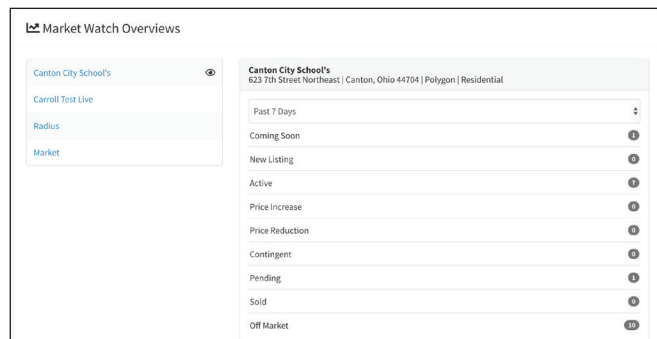 Market Watch Overviews
Canton City School's
Carroll Test Live
Radius
Market
Canton City School's
623 7th Street Northeast | Canton, Ohio 44704 | Polygon | Residential
Past 7 Days
Coming Soon 1
New Listing 0
Active 7
Price Increase 0
Price Reduction 0
Contingent 0
Pending 1
Sold 0
Off Market 10